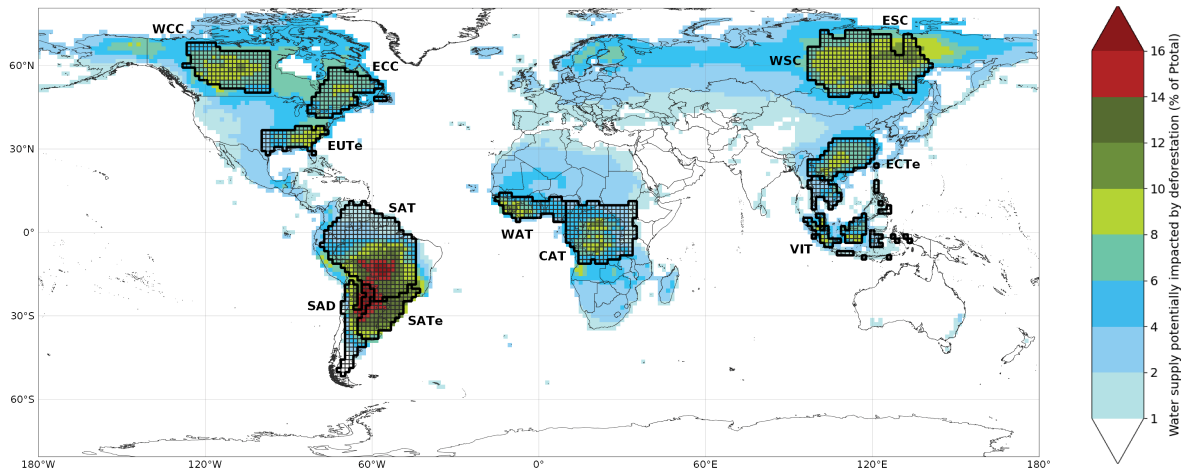 WCC
ECC
EUTe
SAT
SAD
SATe
WAT
CAT
ESC
WSC
ECTe
VIT
60°N
30°N
0°
30°S
60°S
180°W
120°W
60°W
0°
60°E
120°E
180°
16
14
12
10
8
6
4
2
1
Water supply potentially impacted by deforestation (% of Ptotal)